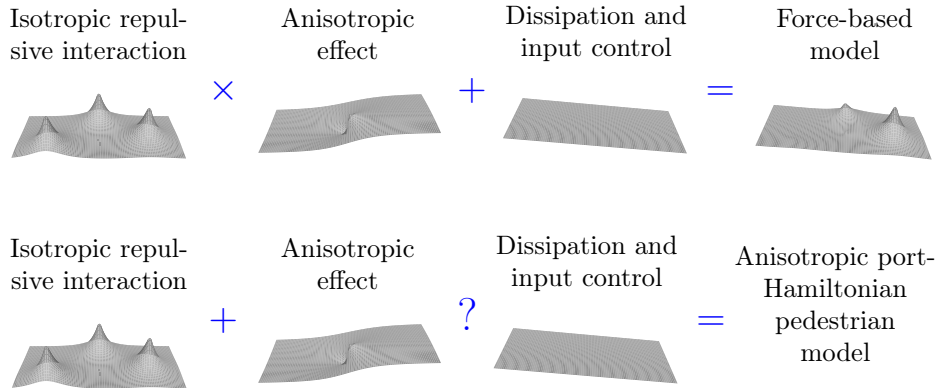 Isotropic repul-
sive interaction
Anisotropic
effect
Dissipation and
input control
Force-based
model
× + =
Isotropic repul-
sive interaction
Anisotropic
effect
Dissipation and
input control
Anisotropic port-
Hamiltonian
pedestrian
model
+ ? =